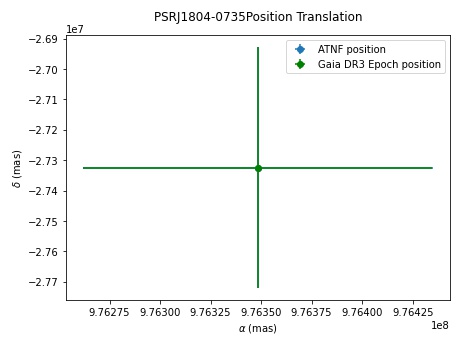 PSRJ1804-0735Position Translation
1e7
−2.69
−2.70
−2.71
−2.72
−2.73
−2.74
−2.75
−2.76
−2.77
δ (mas)
ATNF position
Gaia DR3 Epoch position
9.76275 9.76300 9.76325 9.76350 9.76375 9.76400 9.76425
1e8
α (mas)